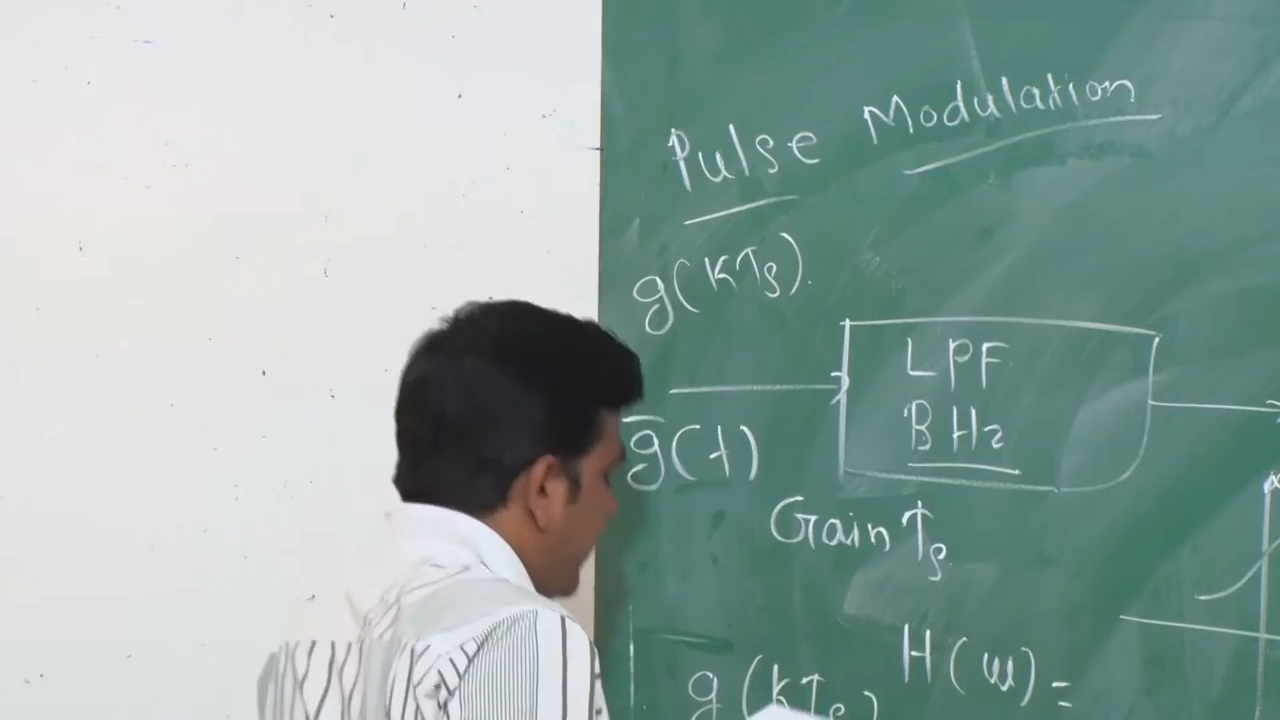 Pulse Modulation
g(KTs).
LPF
B Hz
g̅(t)
Gain Ts
H(ω) =
g(KTs)